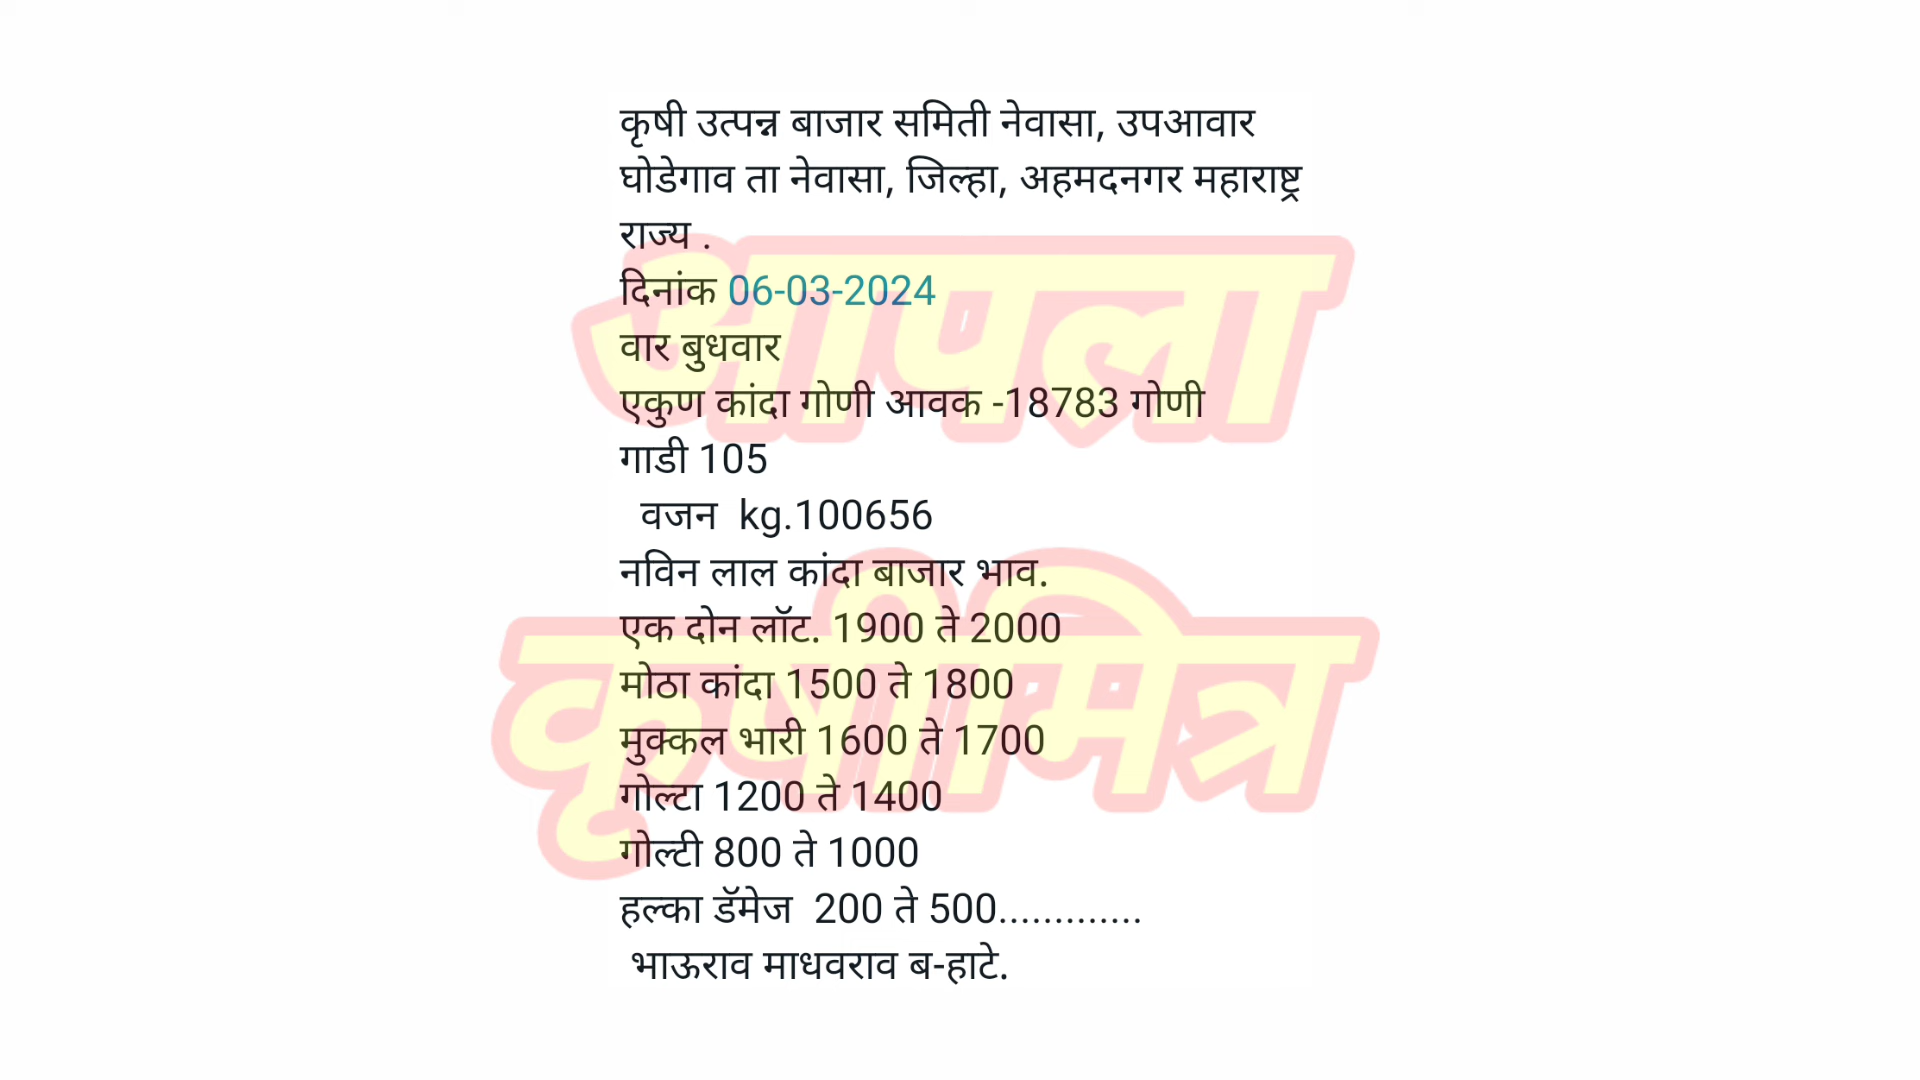 कृषी उत्पन्न बाजार समिती नेवासा, उपआवार
घोडेगाव ता नेवासा, जिल्हा, अहमदनगर महाराष्ट्र
राज्य .
दिनांक 06-03-2024
वार बुधवार
एकुण कांदा गोणी आवक -18783 गोणी
गाडी 105
वजन  kg.100656
नविन लाल कांदा बाजार भाव.
एक दोन लॉट. 1900 ते 2000
मोठा कांदा 1500 ते 1800
मुक्कल भारी 1600 ते 1700
गोल्टा 1200 ते 1400
गोल्टी 800 ते 1000
हल्का डॅमेज  200 ते 500.............
भाऊराव माधवराव ब-हाटे.
आपला
कृषीमित्र